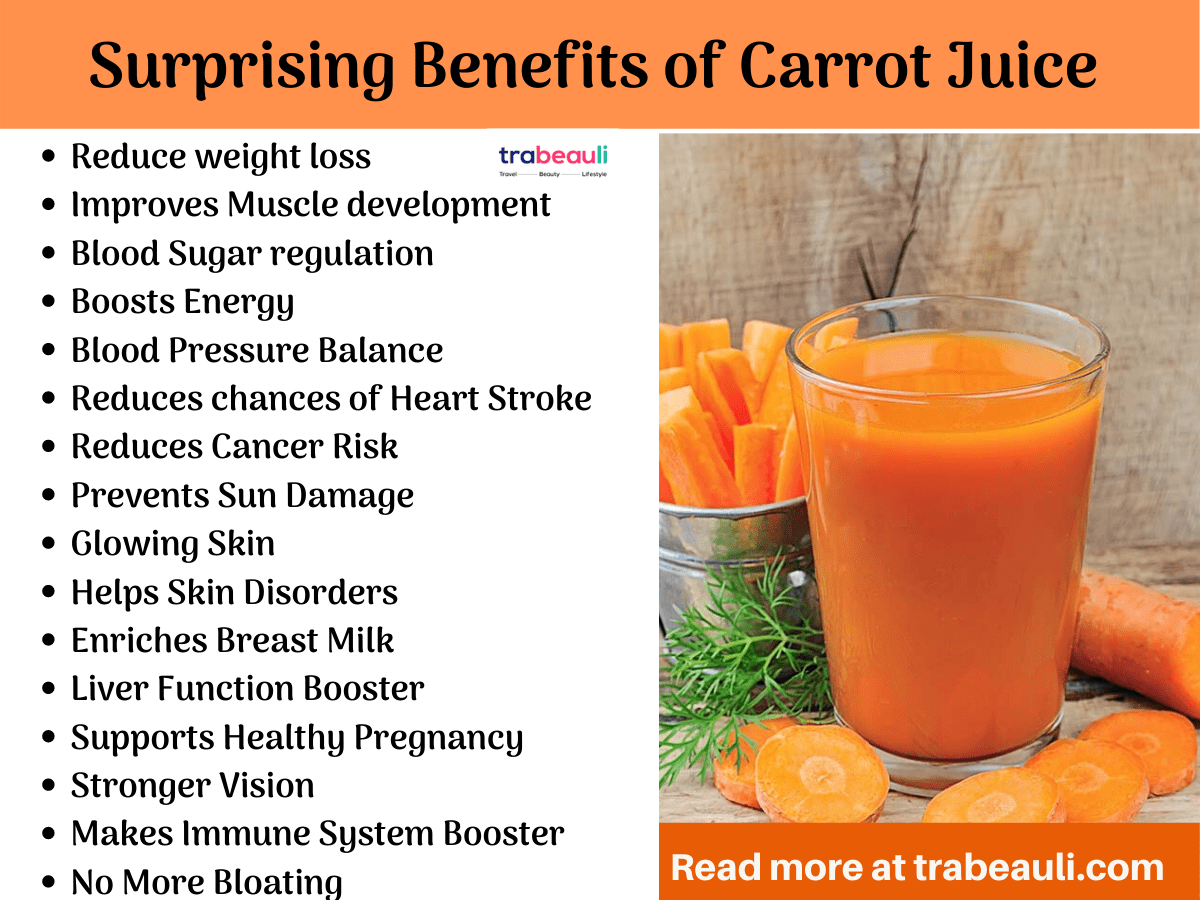 Surprising Benefits of Carrot Juice
trabeauli
Travel Beauty Lifestyle
Reduce weight loss
Improves Muscle development
Blood Sugar regulation
Boosts Energy
Blood Pressure Balance
Reduces chances of Heart Stroke
Reduces Cancer Risk
Prevents Sun Damage
Glowing Skin
Helps Skin Disorders
Enriches Breast Milk
Liver Function Booster
Supports Healthy Pregnancy
Stronger Vision
Makes Immune System Booster
No More Bloating
Read more at trabeauli.com